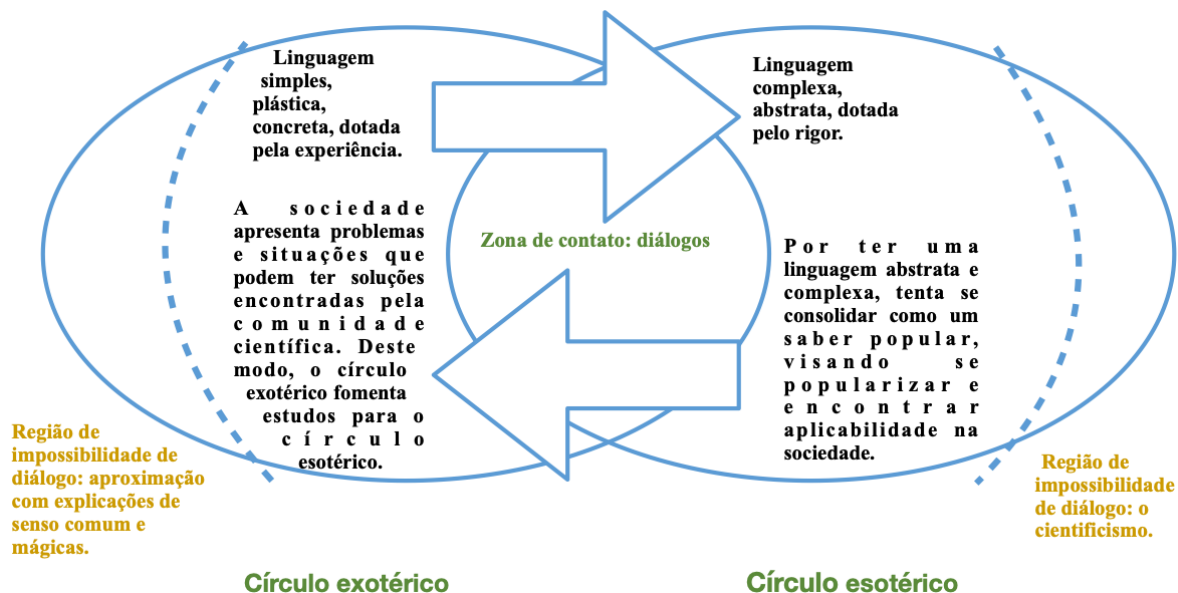 Linguagem
simples,
plástica,
concreta, dotada
pela experiência.
A sociedade
apresenta problemas
e situações que
podem ter soluções
encontradas pela
comunidade
científica. Deste
modo, o círculo
exotérico fomenta
estudos para o
círculo
esotérico.
Zona de contato: diálogos
Linguagem
complexa,
abstrata, dotada
pelo rigor.
Por ter uma
linguagem abstrata e
complexa, tenta se
consolidar como um
saber popular,
visando se
popularizar e
encontrar
aplicabilidade na
sociedade.
Região de
impossibilidade de
diálogo: aproximação
com explicações de
senso comum e
mágicas.
Região de
impossibilidade
de diálogo: o
cientificismo.
Círculo exotérico
Círculo esotérico